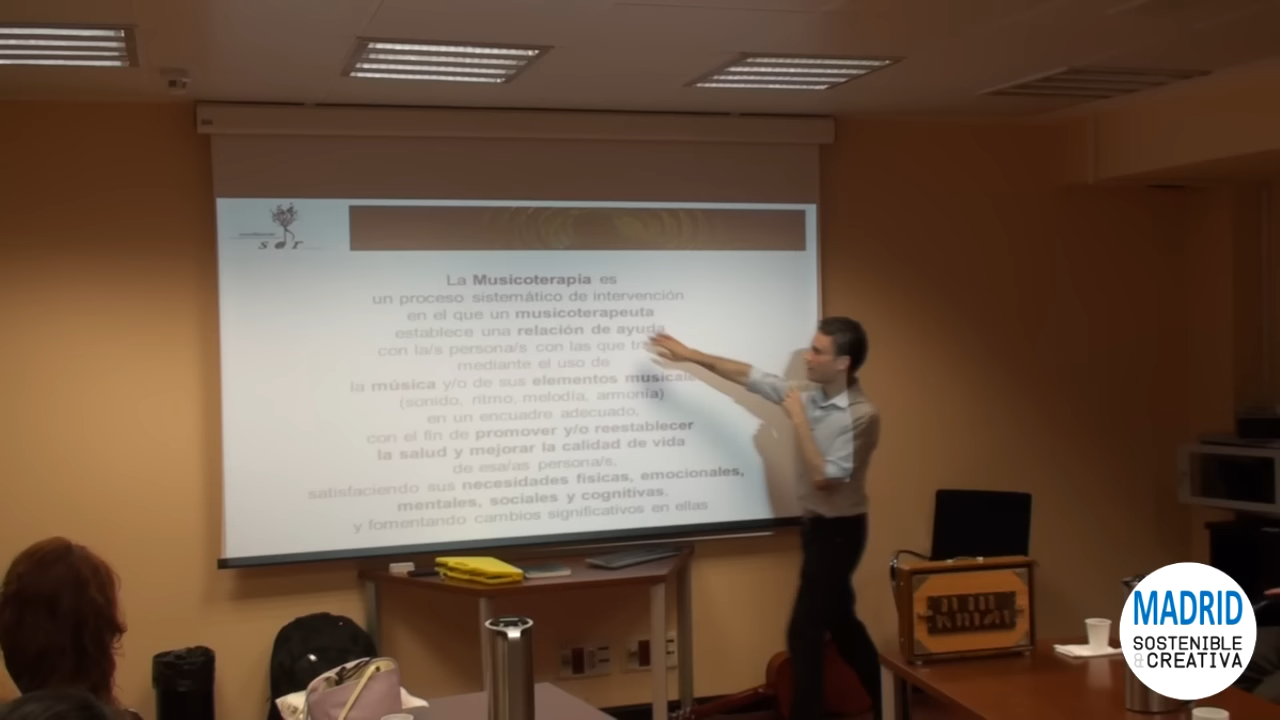 sor
La Musicoterapia es
un proceso sistemático de intervención
en el que un musicoterapeuta
establece una relación de ayuda
con la/s persona/s con las que
mediante el uso de
la música y/o de sus elementos musicales
(sonido, ritmo, melodía, armonía)
en un encuadre adecuado,
con el fin de promover y/o reestablecer
la salud y mejorar la calidad de vida
de esa/as persona/s,
satisfaciendo sus necesidades físicas, emocionales,
mentales, sociales y cognitivas.
y fomentando cambios significativos en ellas
MADRID
SOSTENIBLE
& CREATIVA